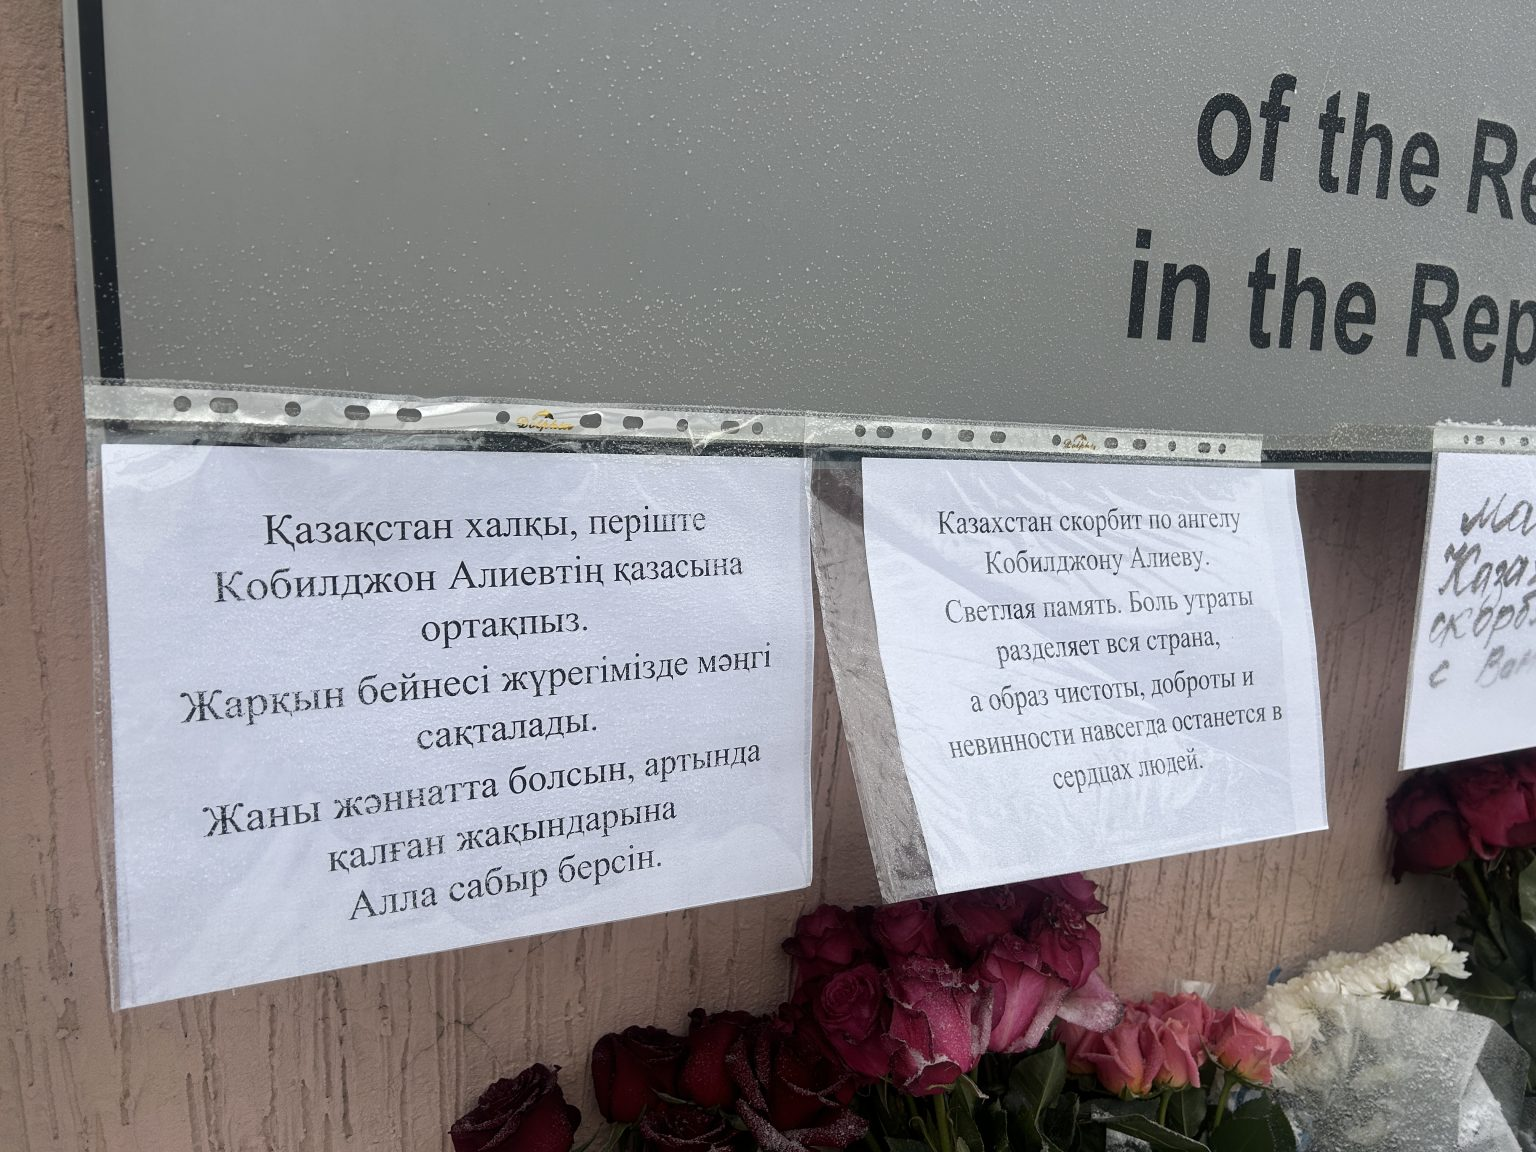 of the
in the
Қазақстан халқы, періште
Кобилджон Алиевтің қазасына
ортақпыз.
Жарқын бейнесі жүрегімізде мәңгі
сақталады.
Жаны жәннатта болсын, артында
қалған жақындарына
Алла сабыр берсін.
Казахстан скорбит по ангелу
Кобилджону Алиеву.
Светлая память. Боль утраты
разделяет вся страна,
а образ чистоты, доброты и
невинности навсегда останется в
сердцах людей.
с